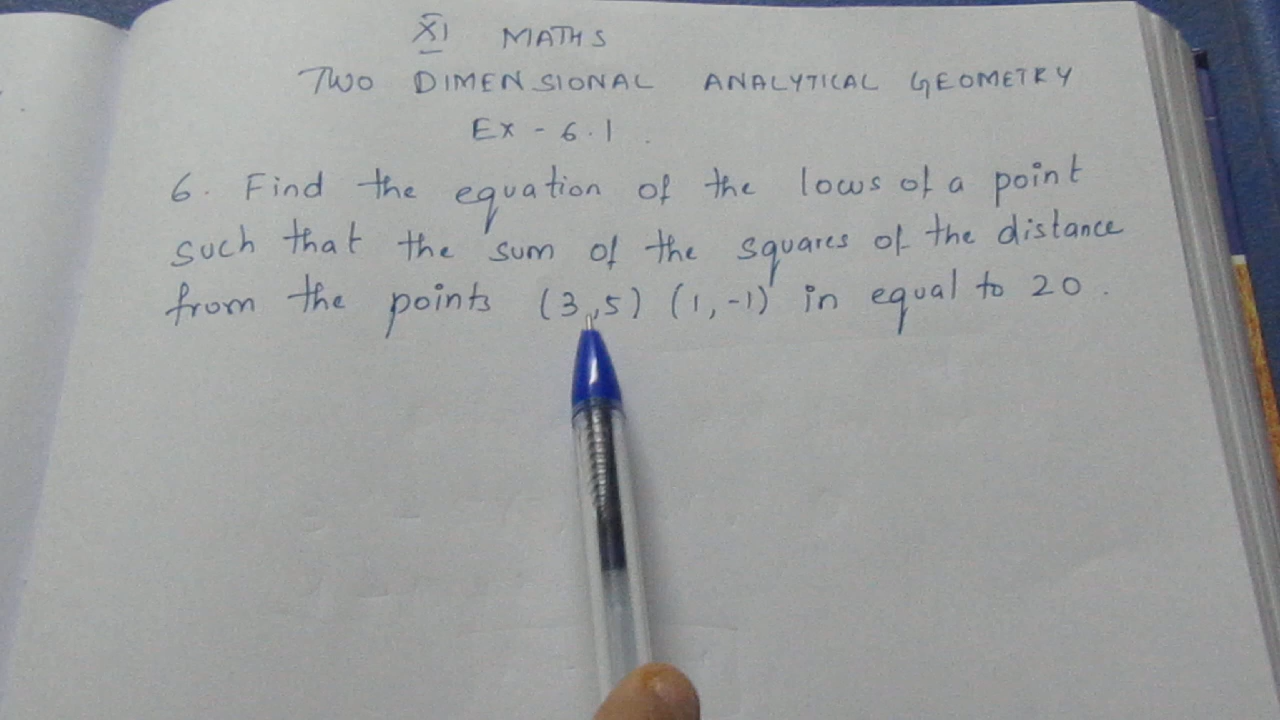 XI MATHS
TWO DIMENSIONAL ANALYTICAL GEOMETRY
Ex - 6.1.
6. Find the equation of the locus of a point
such that the sum of the squares of the distance
from the points (3,5) (1,-1) in equal to 20.